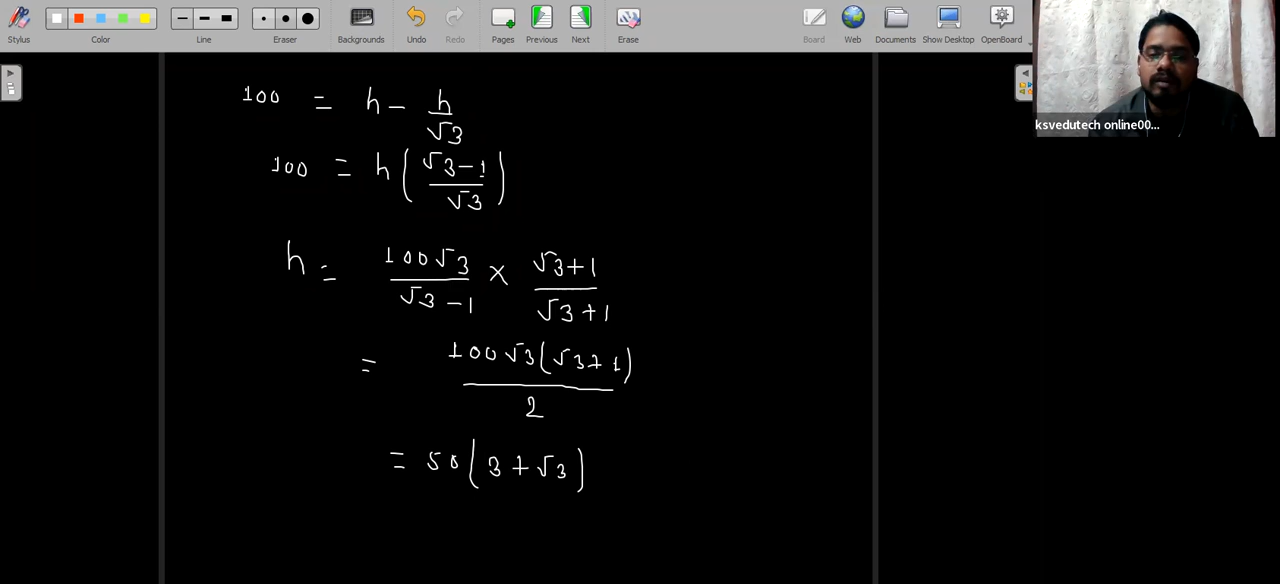 Stylus Color Line Eraser Backgrounds Undo Redo Pages Previous Next Erase Board Web Documents Show Desktop OpenBoard
ksvedutech online00...
100 = h - h/√3
100 = h(√3-1/√3)
h = 100√3/√3-1 × √3+1/√3+1
= 100√3(√3+1)/2
= 50(3+√3)